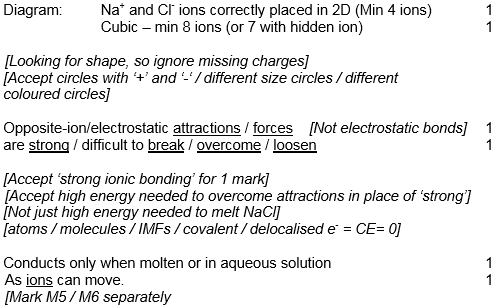 Diagram: Na⁺ and Cl⁻ ions correctly placed in 2D (Min 4 ions) 1
Cubic – min 8 ions (or 7 with hidden ion) 1
[Looking for shape, so ignore missing charges]
[Accept circles with ‘+’ and ‘-‘ / different size circles / different
coloured circles]
Opposite-ion/electrostatic attractions / forces [Not electrostatic bonds] 1
are strong / difficult to break / overcome / loosen 1
[Accept ‘strong ionic bonding’ for 1 mark]
[Accept high energy needed to overcome attractions in place of ‘strong’]
[Not just high energy needed to melt NaCl]
[atoms / molecules / IMFs / covalent / delocalised e⁻ = CE= 0]
Conducts only when molten or in aqueous solution 1
As ions can move. 1
[Mark M5 / M6 separately